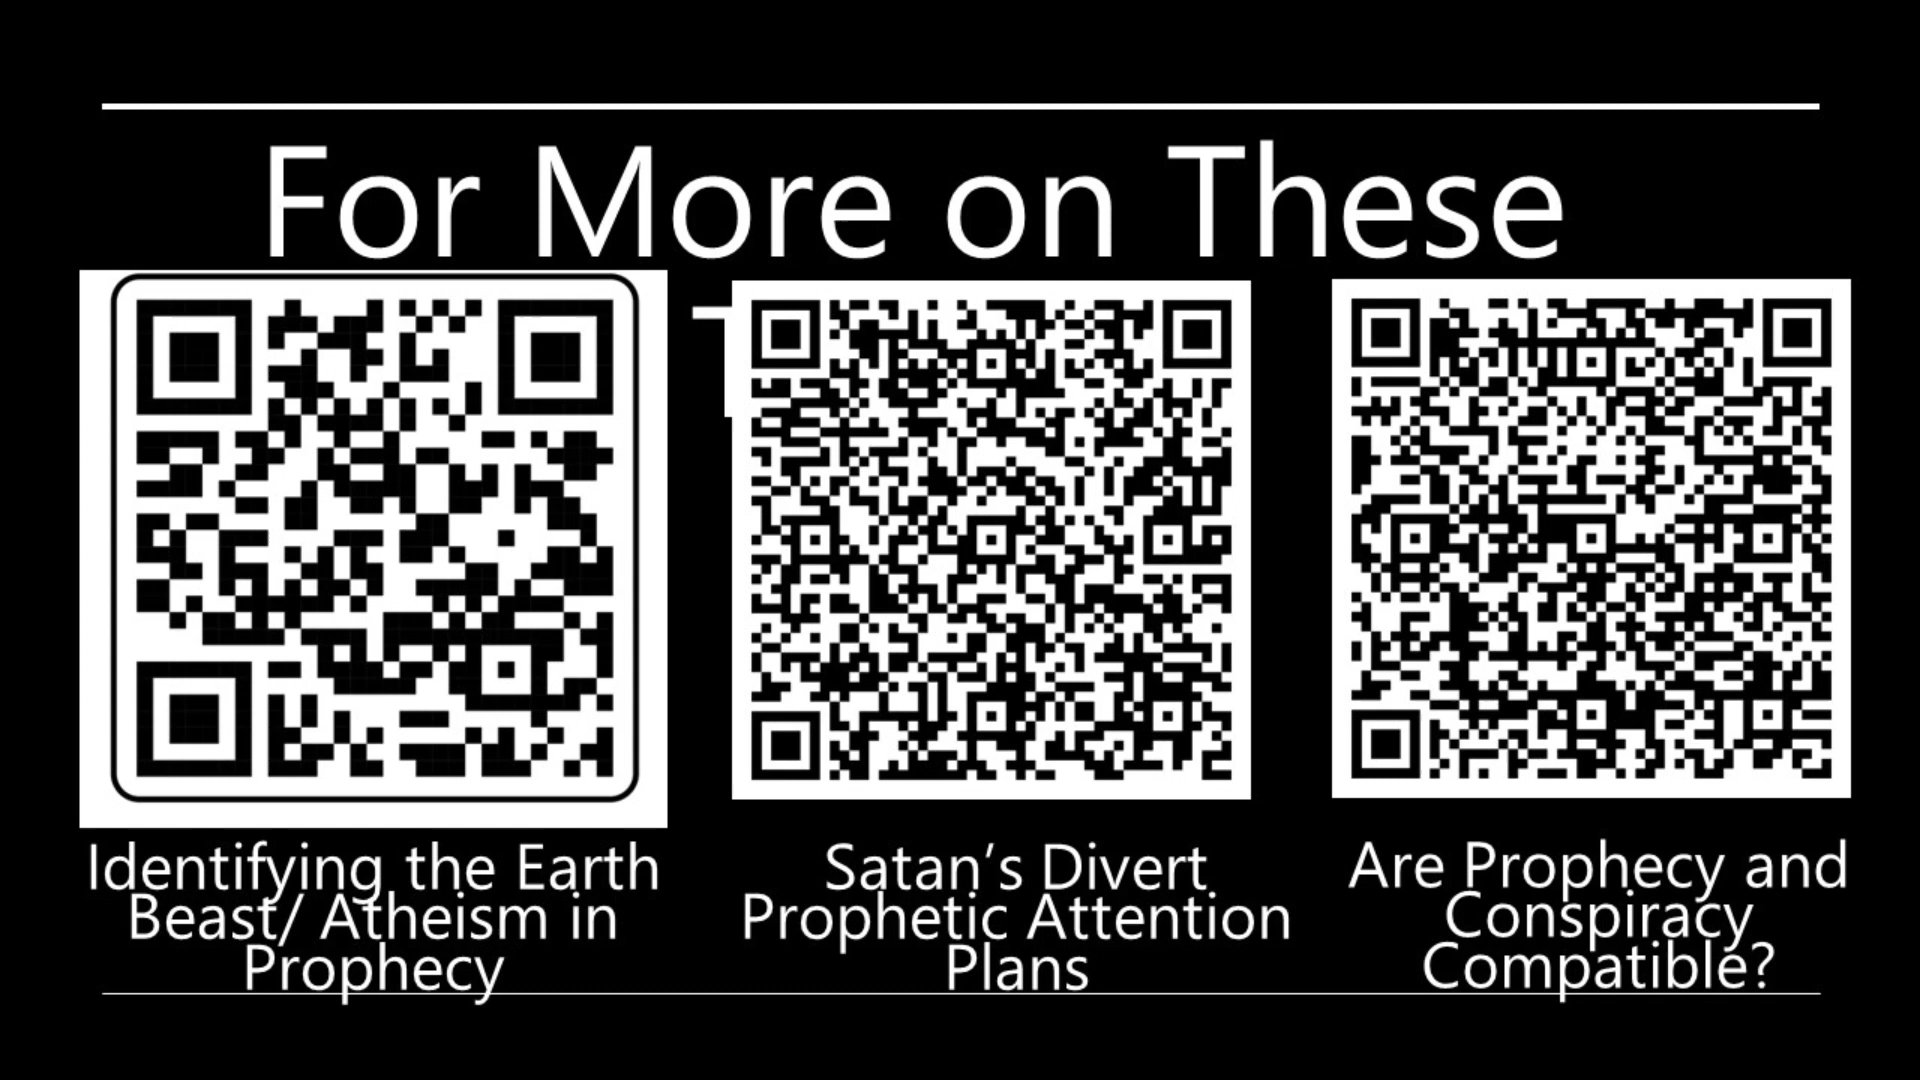 For More on These
Identifying the Earth
Beast/ Atheism in
Prophecy
Satan’s Divert
Prophetic Attention
Plans
Are Prophecy and
Conspiracy
Compatible?